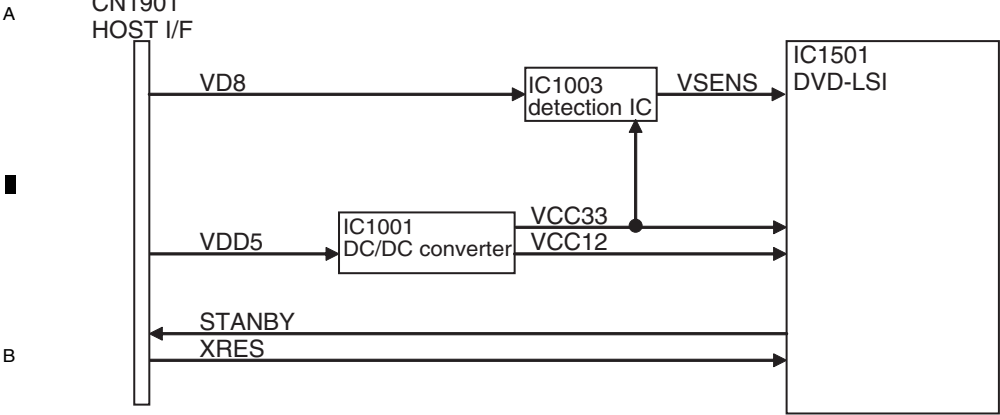 A
CN1901
HOST I/F
IC1501
DVD-LSI
VD8
IC1003
detection IC
VSENS
IC1001
DC/DC converter
VCC33
VDD5
VCC12
STANBY
XRES
B